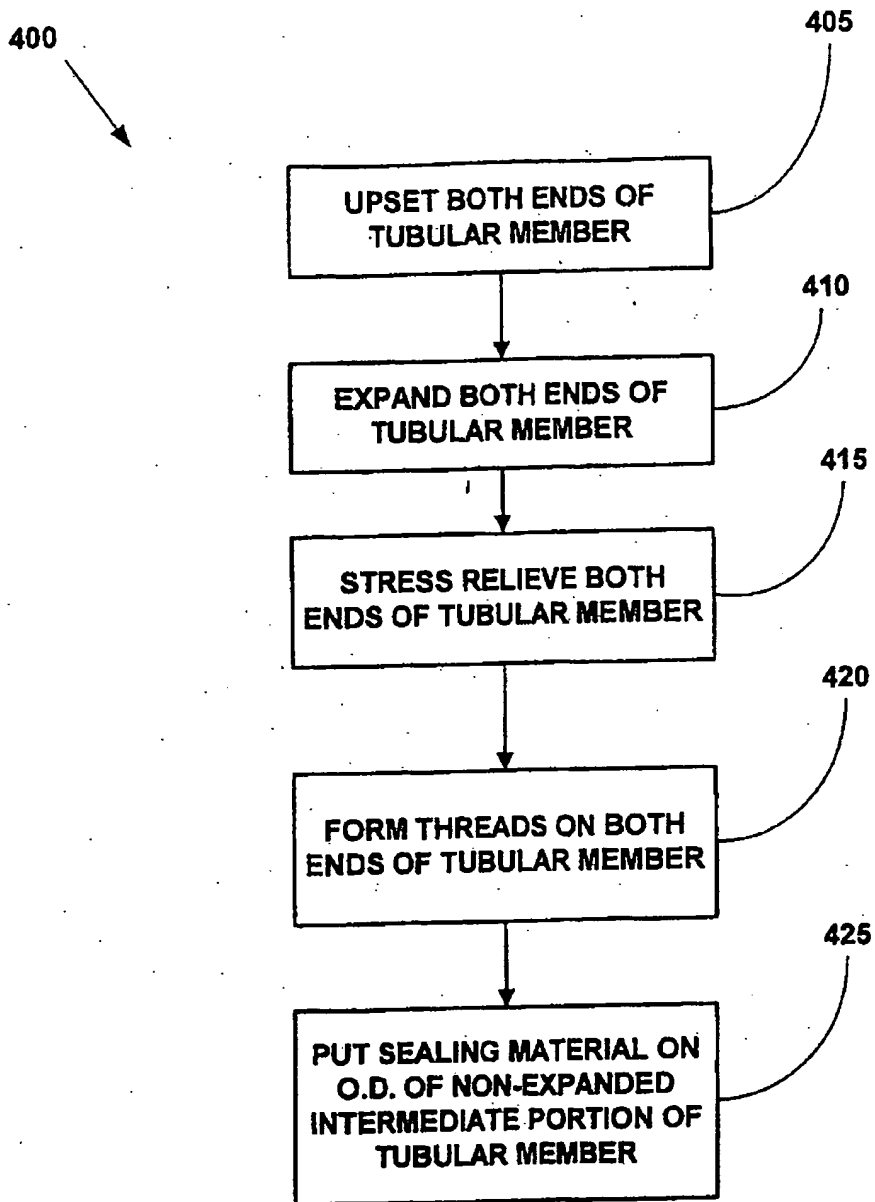 400
405
UPSET BOTH ENDS OF
TUBULAR MEMBER
410
EXPAND BOTH ENDS OF
TUBULAR MEMBER
415
STRESS RELIEVE BOTH
ENDS OF TUBULAR MEMBER
420
FORM THREADS ON BOTH
ENDS OF TUBULAR MEMBER
425
PUT SEALING MATERIAL ON
O.D. OF NON-EXPANDED
INTERMEDIATE PORTION OF
TUBULAR MEMBER